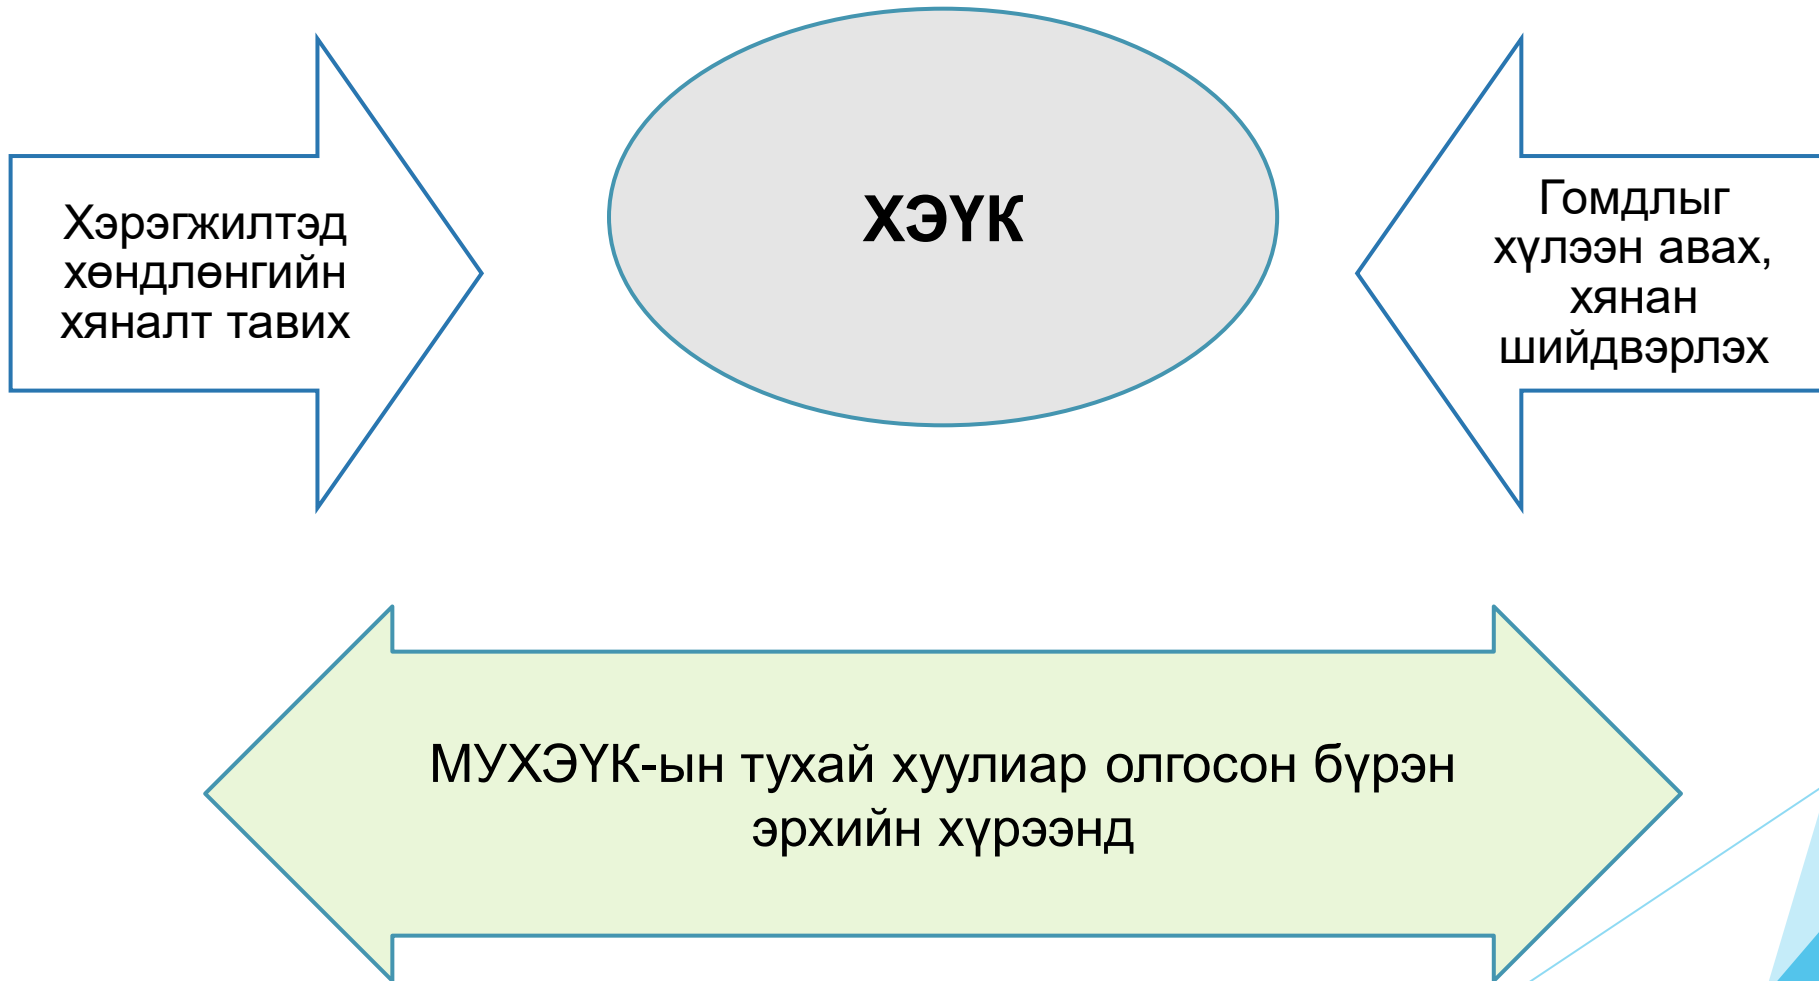 Хэрэгжилтэд
хөндлөнгийн
хяналт тавих
ХЭҮК
Гомдлыг
хүлээн авах,
хянан
шийдвэрлэх
МУХЭҮК-ын тухай хуулиар олгосон бүрэн
эрхийн хүрээнд